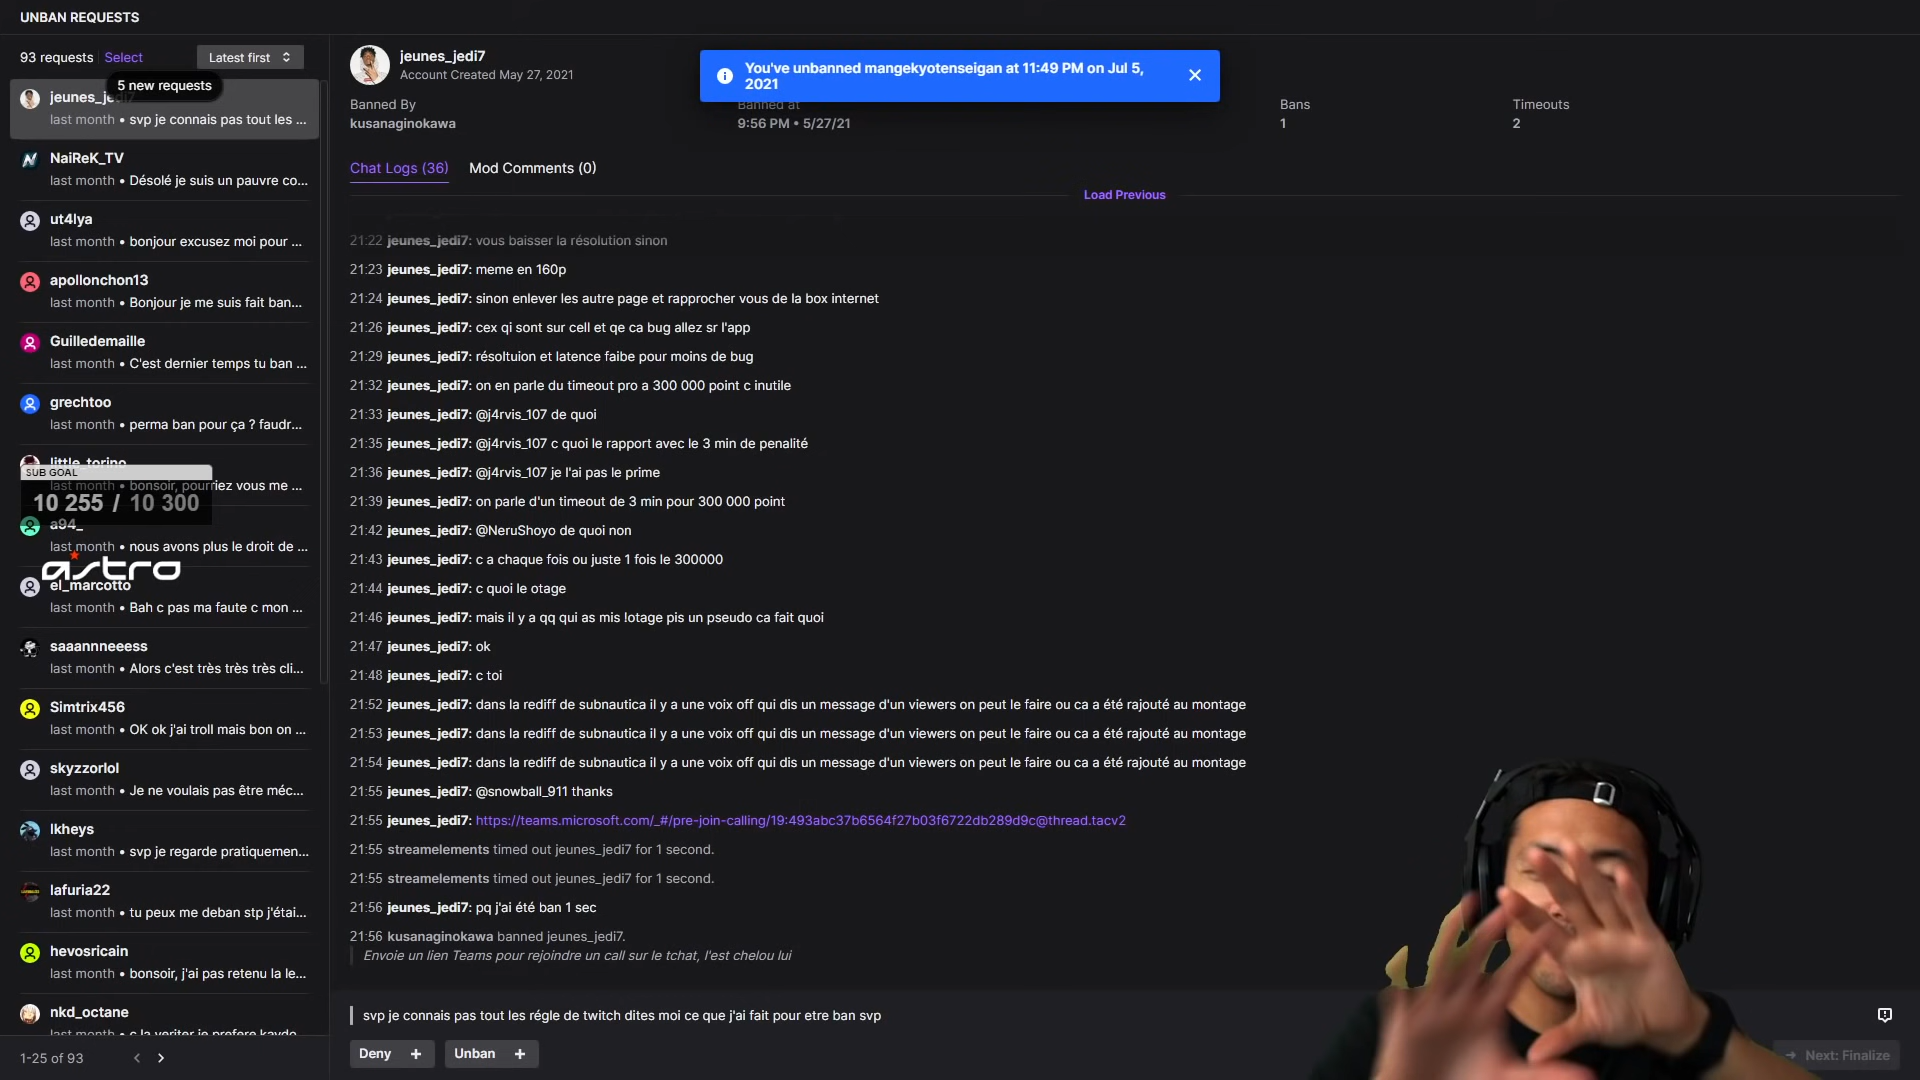 UNBAN REQUESTS
93 requests Select Latest first
5 new requests
jeunes_jedi7
last month • svp je connais pas tout les ...
NaiReK_TV
last month • Désolé je suis un pauvre co...
ut4lya
last month • bonjour excusez moi pour ...
apollonchon13
last month • Bonjour je me suis fait ban...
Guilledemaille
last month • C'est dernier temps tu ban ...
grechtoo
last month • perma ban pour ça ? faudr...
little_torino
SUB GOAL
last month • bonsoir, pourriez vous me ...
10 255 / 10 300
a94_
last month • nous avons plus le droit de ...
astro
el_marcotto
last month • Bah c pas ma faute c mon ...
saaannneeess
last month • Alors c'est très très très cli...
Simtrix456
last month • OK ok j'ai troll mais bon on ...
skyzzorlol
last month • Je ne voulais pas être méc...
lkheys
last month • svp je regarde pratiquemen...
lafuria22
last month • tu peux me deban stp j'étai...
hevosricain
last month • bonsoir, j'ai pas retenu la le...
nkd_octane
last month • c la veriter je prefere kaydo
1-25 of 93
jeunes_jedi7
Account Created May 27, 2021
You've unbanned mangekyotenseigan at 11:49 PM on Jul 5,
2021
Banned By
kusanaginokawa
Banned at
9:56 PM • 5/27/21
Bans
1
Timeouts
2
Chat Logs (36) Mod Comments (0)
Load Previous
21:22 jeunes_jedi7: vous baisser la résolution sinon
21:23 jeunes_jedi7: meme en 160p
21:24 jeunes_jedi7: sinon enlever les autre page et rapprocher vous de la box internet
21:26 jeunes_jedi7: cex qi sont sur cell et qe ca bug allez sr l'app
21:29 jeunes_jedi7: résoltuion et latence faibe pour moins de bug
21:32 jeunes_jedi7: on en parle du timeout pro a 300 000 point c inutile
21:33 jeunes_jedi7: @j4rvis_107 de quoi
21:35 jeunes_jedi7: @j4rvis_107 c quoi le rapport avec le 3 min de penalité
21:36 jeunes_jedi7: @j4rvis_107 je l'ai pas le prime
21:39 jeunes_jedi7: on parle d'un timeout de 3 min pour 300 000 point
21:42 jeunes_jedi7: @NeruShoyo de quoi non
21:43 jeunes_jedi7: c a chaque fois ou juste 1 fois le 300000
21:44 jeunes_jedi7: c quoi le otage
21:46 jeunes_jedi7: mais il y a qq qui as mis !otage pis un pseudo ca fait quoi
21:47 jeunes_jedi7: ok
21:48 jeunes_jedi7: c toi
21:52 jeunes_jedi7: dans la rediff de subnautica il y a une voix off qui dis un message d'un viewers on peut le faire ou ca a été rajouté au montage
21:53 jeunes_jedi7: dans la rediff de subnautica il y a une voix off qui dis un message d'un viewers on peut le faire ou ca a été rajouté au montage
21:54 jeunes_jedi7: dans la rediff de subnautica il y a une voix off qui dis un message d'un viewers on peut le faire ou ca a été rajouté au montage
21:55 jeunes_jedi7: @snowball_911 thanks
21:55 jeunes_jedi7: https://teams.microsoft.com/_#/pre-join-calling/19:493abc37b6564f27b03f6722db289d9c@thread.tacv2
21:55 streamelements timed out jeunes_jedi7 for 1 second.
21:55 streamelements timed out jeunes_jedi7 for 1 second.
21:56 jeunes_jedi7: pq j'ai été ban 1 sec
21:56 kusanaginokawa banned jeunes_jedi7.
Envoie un lien Teams pour rejoindre un call sur le tchat, l'est chelou lui
svp je connais pas tout les régle de twitch dites moi ce que j'ai fait pour etre ban svp
Deny + Unban +
Next: Finalize